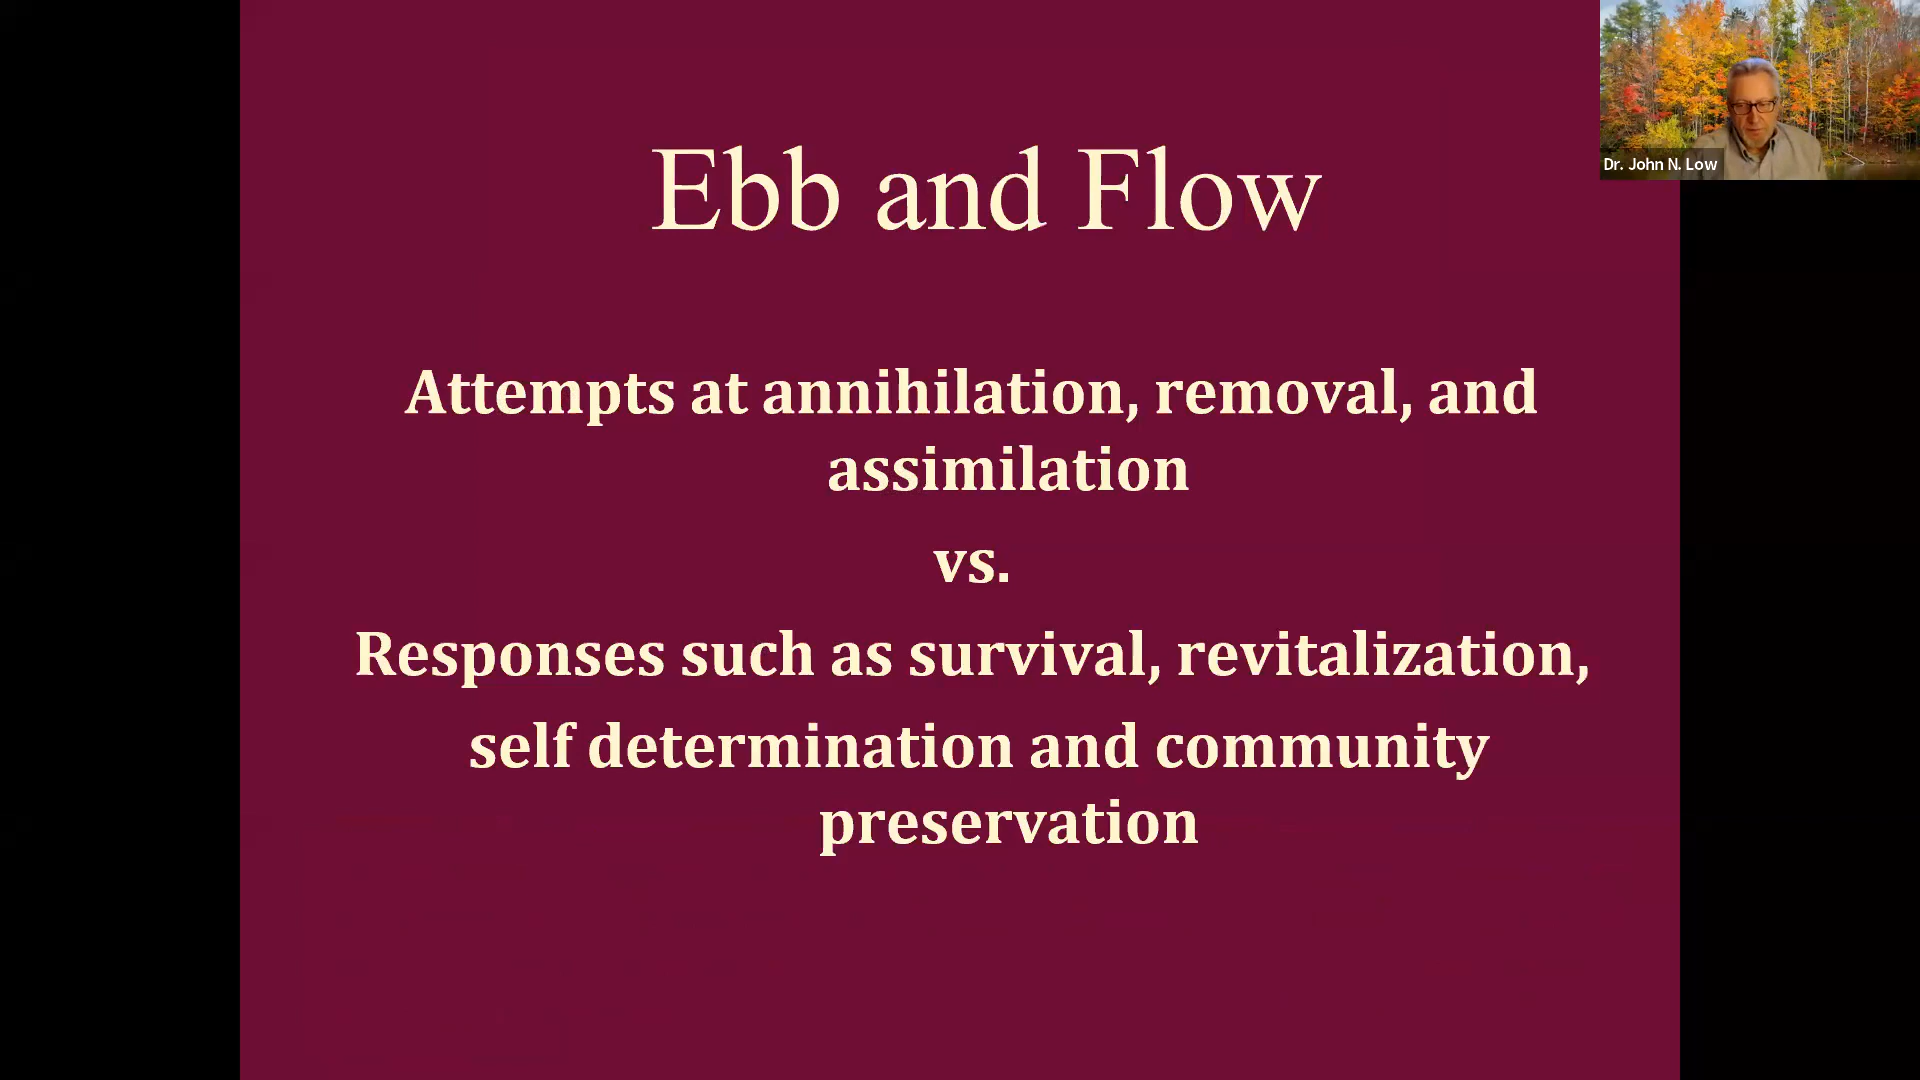 Ebb and Flow
Dr. John N. Low
Attempts at annihilation, removal, and
assimilation
vs.
Responses such as survival, revitalization,
self determination and community
preservation